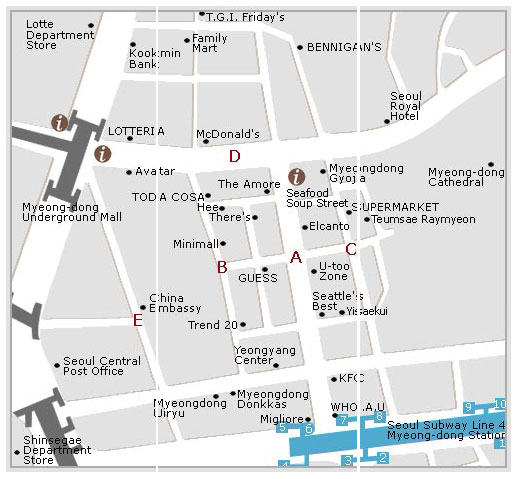 T.G.I. Friday's
Lotte
Department
Store
Family
Mart
Kookmin
Bank
BENNIGAN'S
Seoul
Royal
Hotel
LOTTERIA
McDonald's
D
Avatar
The Amore
Myeongdong
Gyoja
Myeong-dong
Cathedral
TODA COSA
Seafood
Soup Street
Hee
SUPERMARKET
Myeong-dong
Underground Mall
There's
Teumsae Raymyeon
Elcanto
Minimall
B
A
C
GUESS
U-too
Zone
China
Embassy
Seattle's
Best
Yissaekui
E
Trend 20
Yeongyang
Center
Seoul Central
Post Office
KFC
Myeongdong
Donkkas
Myeongdong
Uiryu
Migliore
WHO.A.U
5
6
7
8
9
10
Seoul Subway Line 4
Myeong-dong Station
Shinsegae
Department
Store
4
3
2
1